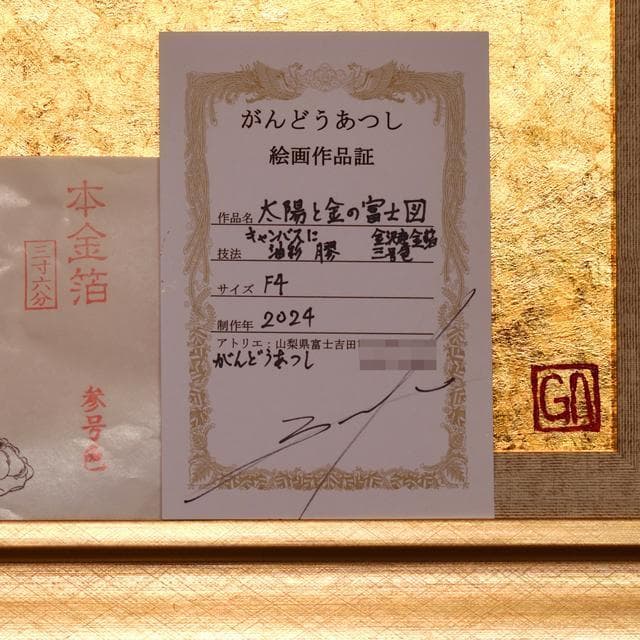 本金箔
三寸六分
参号色
がんどうあつし
絵画作品証
作品名 太陽と金の富士図
技法 キャンバスに 油彩 膠 金沢産金箔 三号色
サイズ F4
制作年 2024
アトリエ：山梨県富士吉田
がんどうあつし
GA